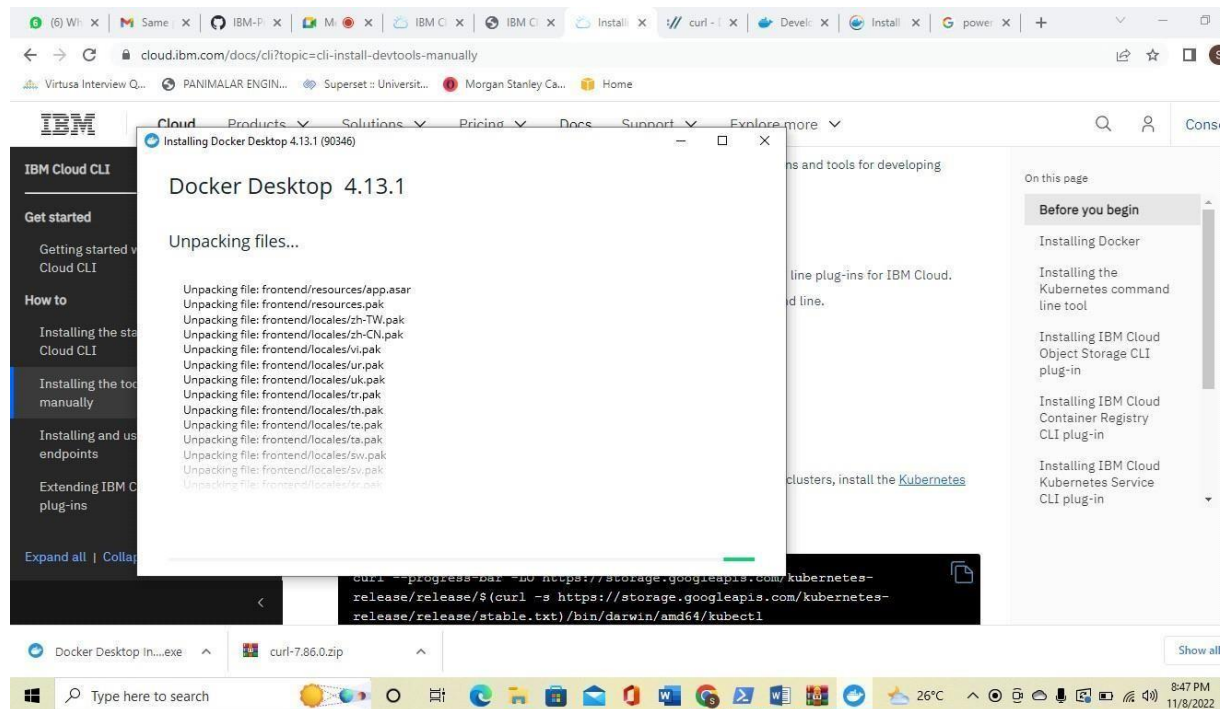 (6) Wh
Same
IBM-P
M
IBM C
IBM Cl
Install
curl -
Develo
Install
power
cloud.ibm.com/docs/cli?topic=cli-install-devtools-manually
Virtusa Interview Q...
PANIMALAR ENGIN...
Superset :: Universit...
Morgan Stanley Ca...
Home
IBM
Cloud
Products
Solutions
Pricing
Docs
Support
Explore more
Cons
Installing Docker Desktop 4.13.1 (90346)
Docker Desktop 4.13.1
Unpacking files...
Unpacking file: frontend/resources/app.asar
Unpacking file: frontend/resources.pak
Unpacking file: frontend/locales/zh-TW.pak
Unpacking file: frontend/locales/zh-CN.pak
Unpacking file: frontend/locales/vi.pak
Unpacking file: frontend/locales/ur.pak
Unpacking file: frontend/locales/uk.pak
Unpacking file: frontend/locales/tr.pak
Unpacking file: frontend/locales/th.pak
Unpacking file: frontend/locales/te.pak
Unpacking file: frontend/locales/ta.pak
Unpacking file: frontend/locales/sw.pak
Unpacking file: frontend/locales/sv.pak
Unpacking file: frontend/locales/sr.pak
IBM Cloud CLI
Get started
Getting started w
Cloud CLI
How to
Installing the sta
Cloud CLI
Installing the too
manually
Installing and us
endpoints
Extending IBM C
plug-ins
Expand all | Collap
ns and tools for developing
line plug-ins for IBM Cloud.
d line.
clusters, install the Kubernetes
curl --progress-bar -LO https://storage.googleapis.com/kubernetes-
release/release/$(curl -s https://storage.googleapis.com/kubernetes-
release/release/stable.txt)/bin/darwin/amd64/kubectl
On this page
Before you begin
Installing Docker
Installing the
Kubernetes command
line tool
Installing IBM Cloud
Object Storage CLI
plug-in
Installing IBM Cloud
Container Registry
CLI plug-in
Installing IBM Cloud
Kubernetes Service
CLI plug-in
Docker Desktop In....exe
curl-7.86.0.zip
Show all
Type here to search
26°C
8:47 PM
11/8/2022